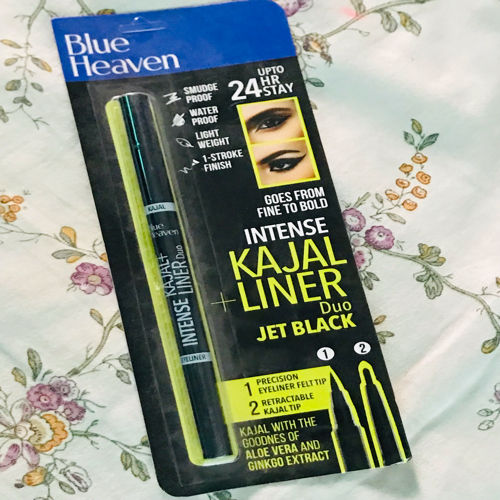 Blue
Heaven
SMUDGE
PROOF
WATER
PROOF
LIGHT
WEIGHT
1-STROKE
FINISH
UPTO
24 HR
STAY
GOES FROM
FINE TO BOLD
INTENSE
KAJAL
+LINER
Duo
JET BLACK
1 2
1 PRECISION
EYELINER FELT TIP
2 RETRACTABLE
KAJAL TIP
KAJAL WITH THE
GOODNES OF
ALOE VERA AND
GINKGO EXTRACT
KAJAL
Blue
Heaven
INTENSE KAJAL+
LINER Duo
EYELINER